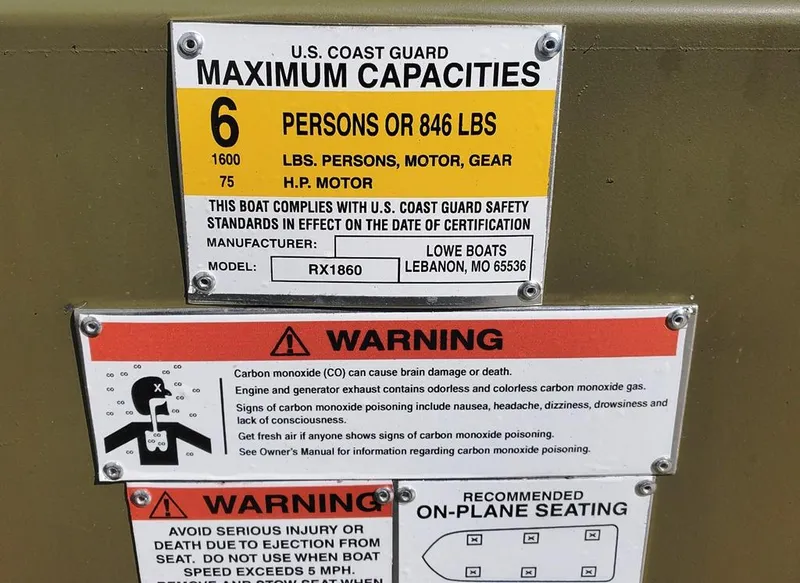 U.S. COAST GUARD
MAXIMUM CAPACITIES
6 PERSONS OR 846 LBS
1600 LBS. PERSONS, MOTOR, GEAR
75 H.P. MOTOR
THIS BOAT COMPLIES WITH U.S. COAST GUARD SAFETY
STANDARDS IN EFFECT ON THE DATE OF CERTIFICATION
MANUFACTURER: LOWE BOATS
LEBANON, MO 65536
MODEL: RX1860
WARNING
Carbon monoxide (CO) can cause brain damage or death.
Engine and generator exhaust contains odorless and colorless carbon monoxide gas.
Signs of carbon monoxide poisoning include nausea, headache, dizziness, drowsiness and
lack of consciousness.
Get fresh air if anyone shows signs of carbon monoxide poisoning.
See Owner's Manual for information regarding carbon monoxide poisoning.
WARNING
AVOID SERIOUS INJURY OR
DEATH DUE TO EJECTION FROM
SEAT. DO NOT USE WHEN BOAT
SPEED EXCEEDS 5 MPH.
REMOVE AND STOW SEAT WHEN
RECOMMENDED
ON-PLANE SEATING